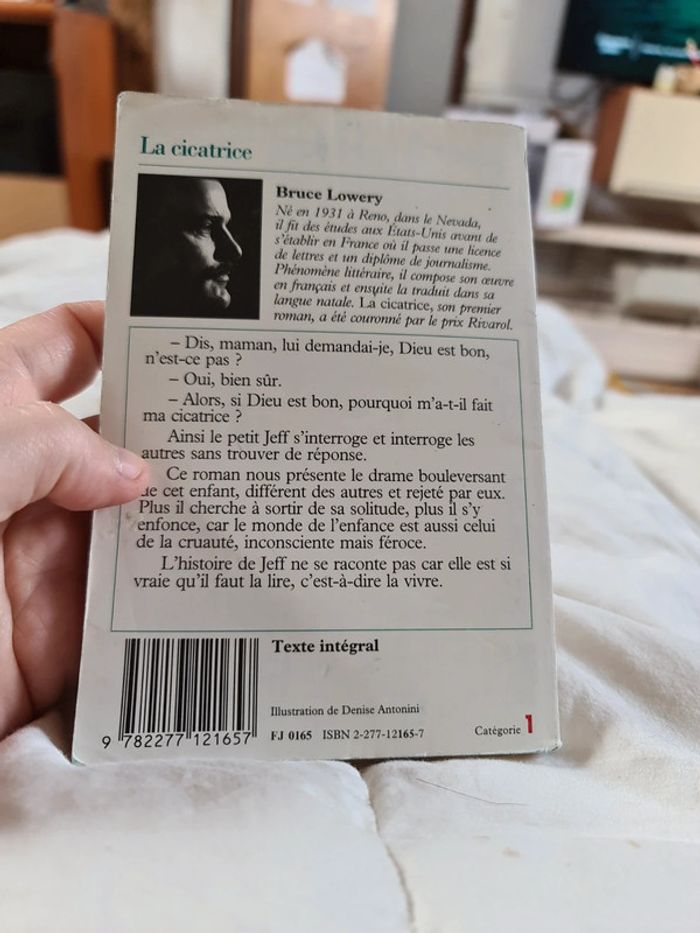 La cicatrice
Bruce Lowery
Né en 1931 à Reno, dans le Nevada,
il fit des études aux États-Unis avant de
s'établir en France où il passe une licence
de lettres et un diplôme de journalisme.
Phénomène littéraire, il compose son œuvre
en français et ensuite la traduit dans sa
langue natale. La cicatrice, son premier
roman, a été couronné par le prix Rivarol.
– Dis, maman, lui demandai-je, Dieu est bon,
n'est-ce pas ?
– Oui, bien sûr.
– Alors, si Dieu est bon, pourquoi m'a-t-il fait
ma cicatrice ?
Ainsi le petit Jeff s'interroge et interroge les
autres sans trouver de réponse.
Ce roman nous présente le drame bouleversant
de cet enfant, différent des autres et rejeté par eux.
Plus il cherche à sortir de sa solitude, plus il s'y
enfonce, car le monde de l'enfance est aussi celui
de la cruauté, inconsciente mais féroce.
L'histoire de Jeff ne se raconte pas car elle est si
vraie qu'il faut la lire, c'est-à-dire la vivre.
Texte intégral
Illustration de Denise Antonini
FJ 0165 ISBN 2-277-12165-7
Catégorie 1
9 782277 121657